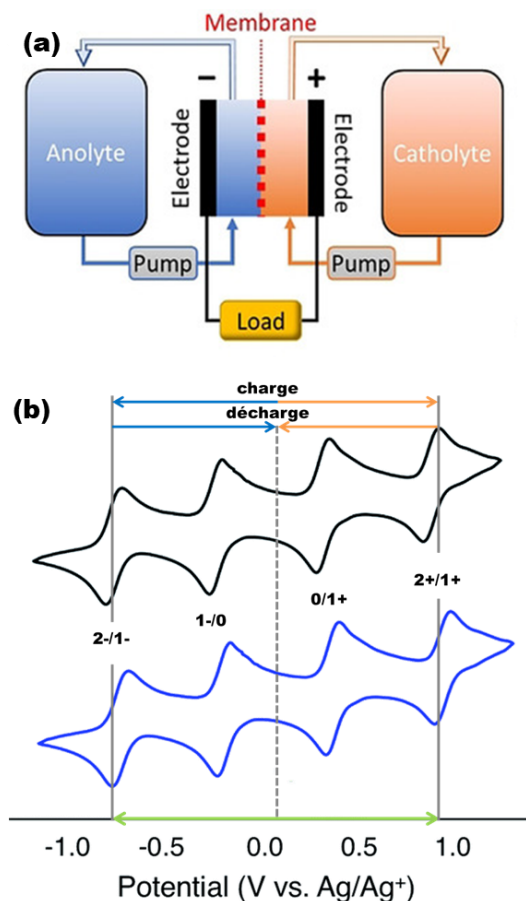 (a)
Membrane
−
+
Anolyte
Electrode
Electrode
Catholyte
Pump
Pump
Load
(b)
charge
décharge
2-/1-
1-/0
0/1+
2+/1+
-1.0 -0.5 0.0 0.5 1.0
Potential (V vs. Ag/Ag⁺)